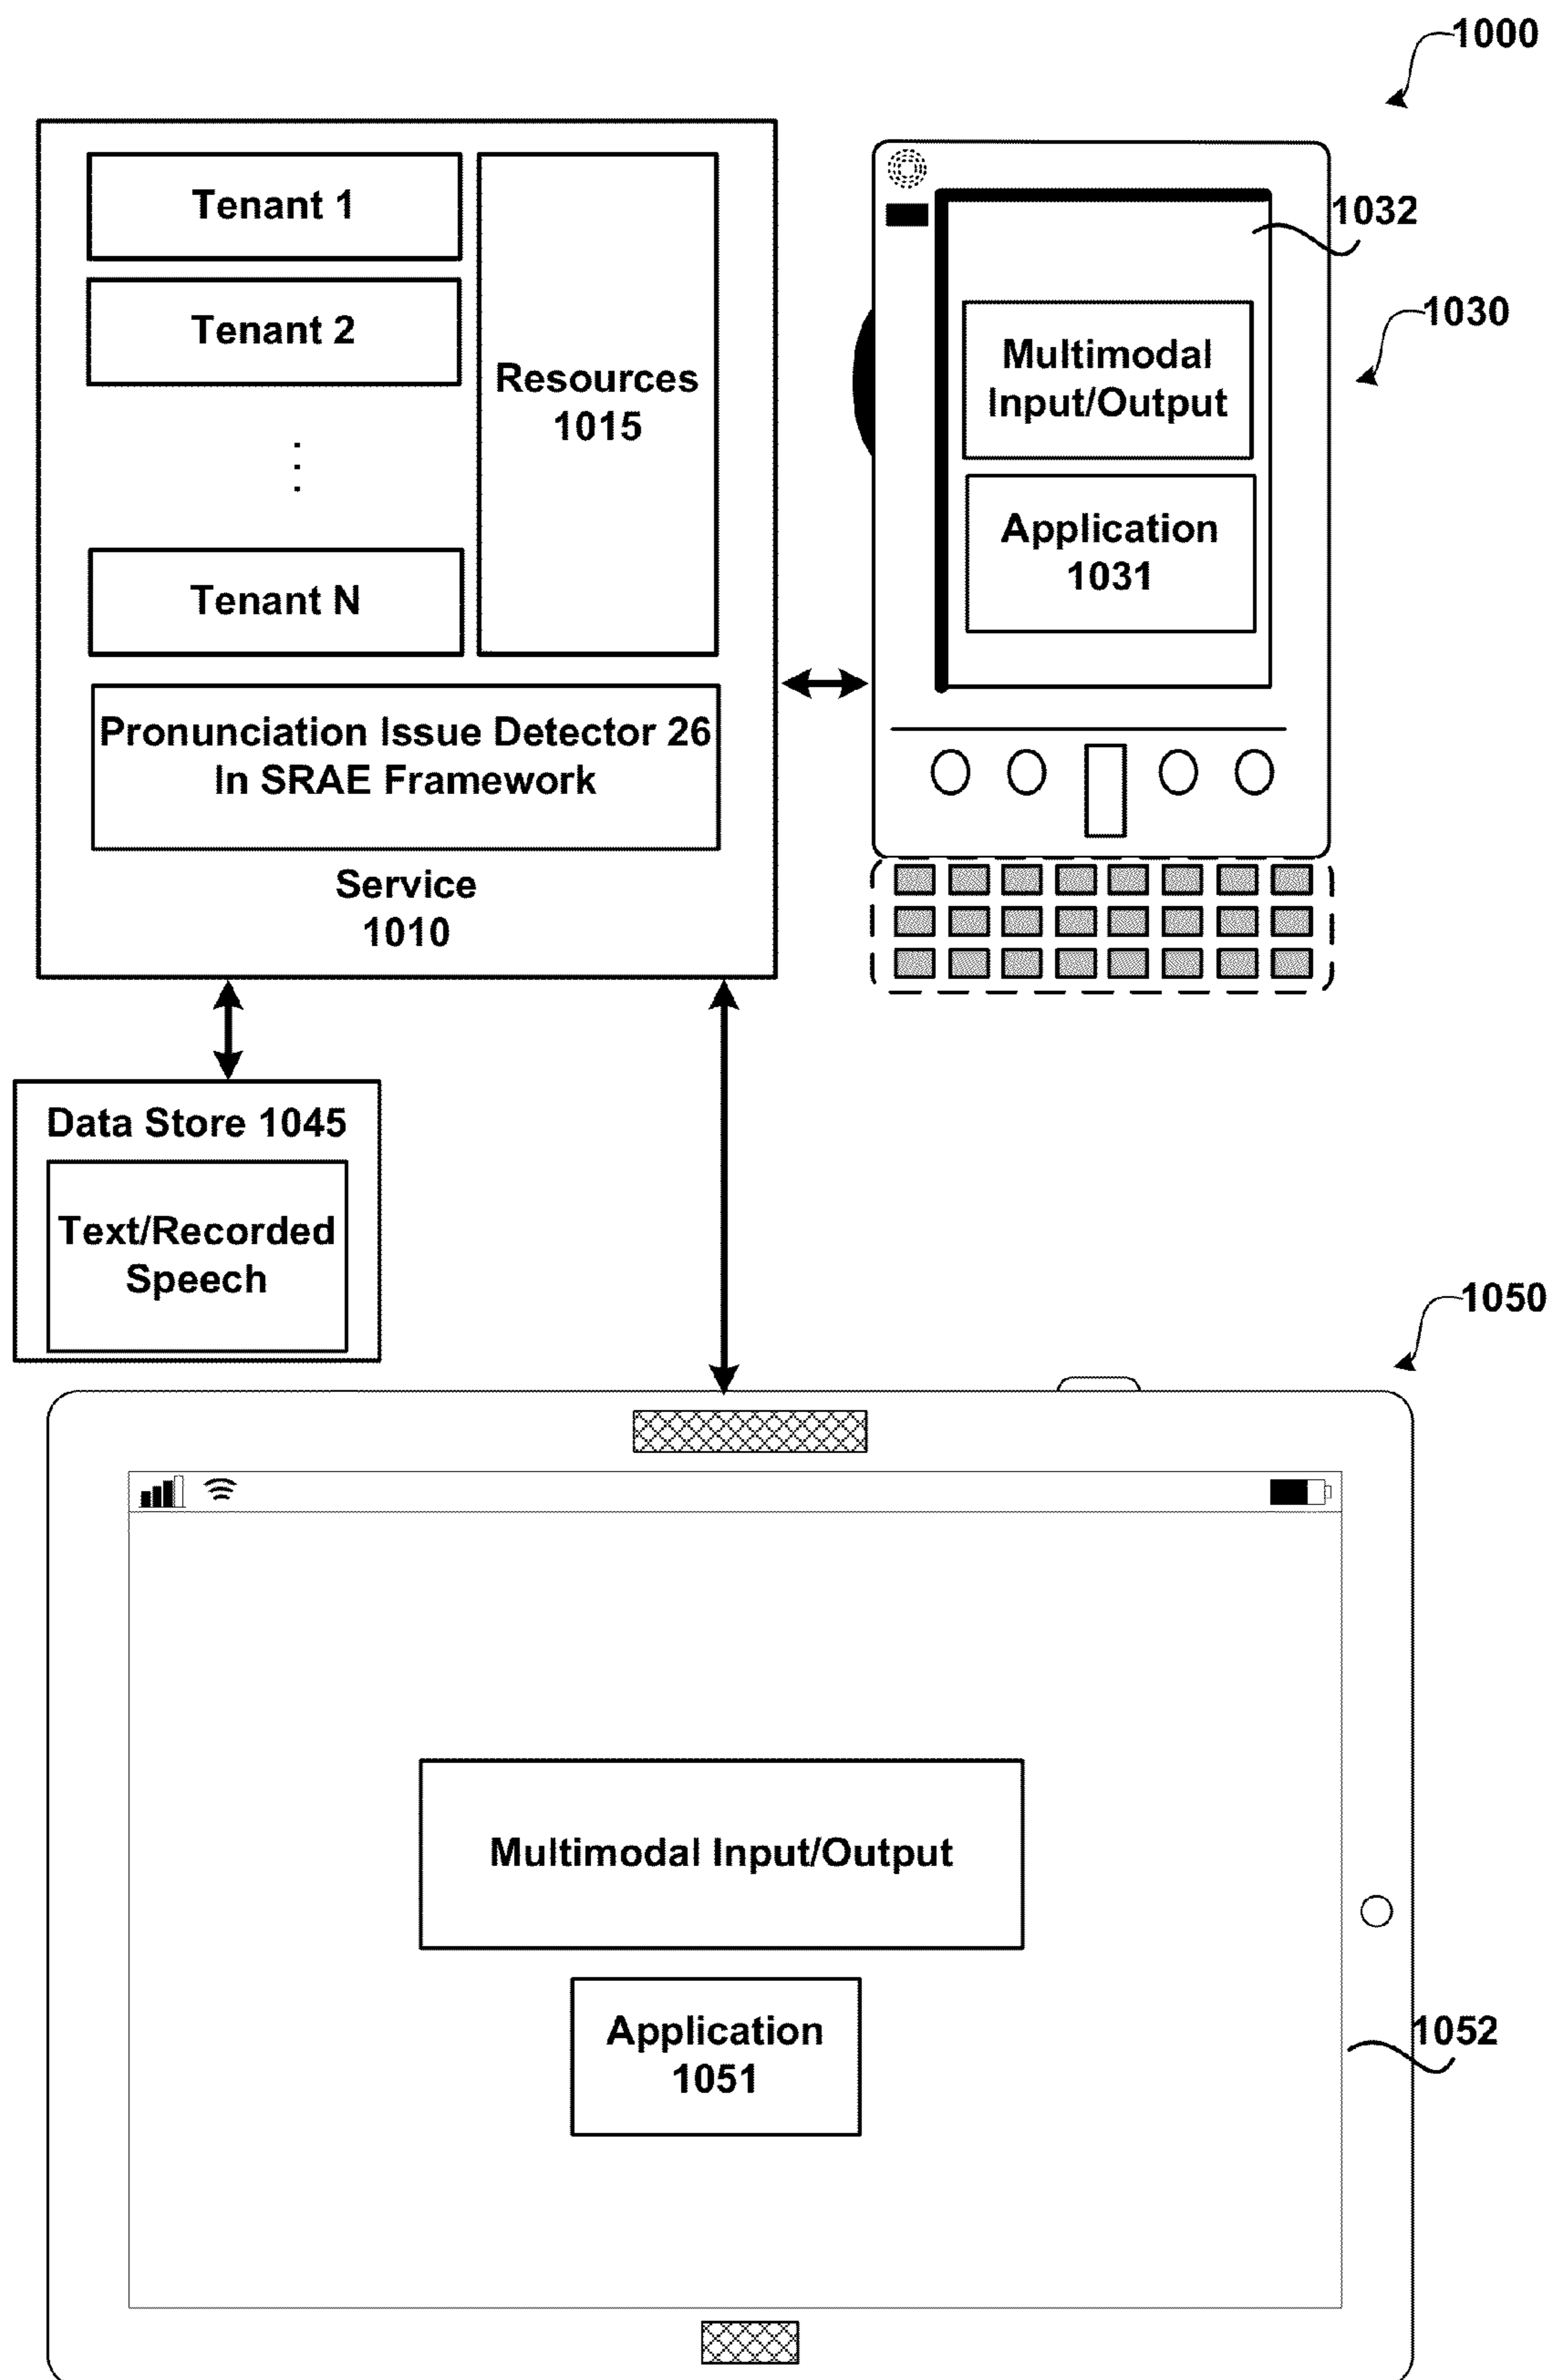 1000
Tenant 1
Tenant 2
Tenant N
Resources
1015
Pronunciation Issue Detector 26
In SRAE Framework
Service
1010
1032
1030
Multimodal
Input/Output
Application
1031
Data Store 1045
Text/Recorded
Speech
1050
Multimodal Input/Output
Application
1051
1052